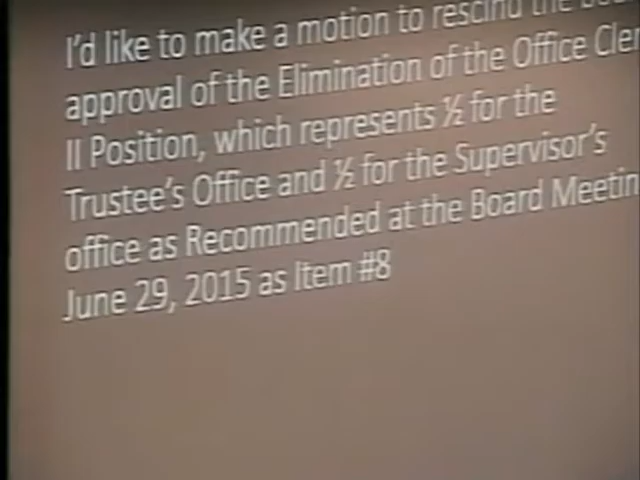 I'd like to make a motion to rescind the
approval of the Elimination of the Office
II Position, which represents ½ for the
Trustee's Office and ½ for the Supervisor's
office as Recommended at the Board
June 29, 2015 as Item #8